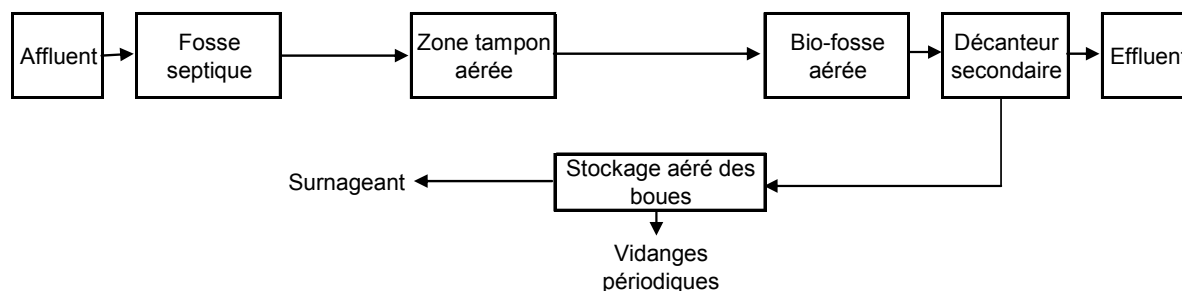 Affluent
Fosse
septique
Zone tampon
aérée
Bio-fosse
aérée
Décanteur
secondaire
Effluent
Surnageant
Stockage aéré des
boues
Vidanges
périodiques